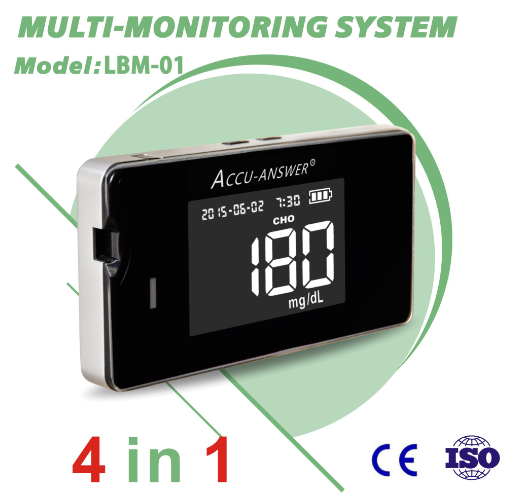 MULTI-MONITORING SYSTEM
Model:LBM-01
ACCU-ANSWER®
2015-06-02 7:30
CHO
180
mg/dL
4 in 1
CE ISO